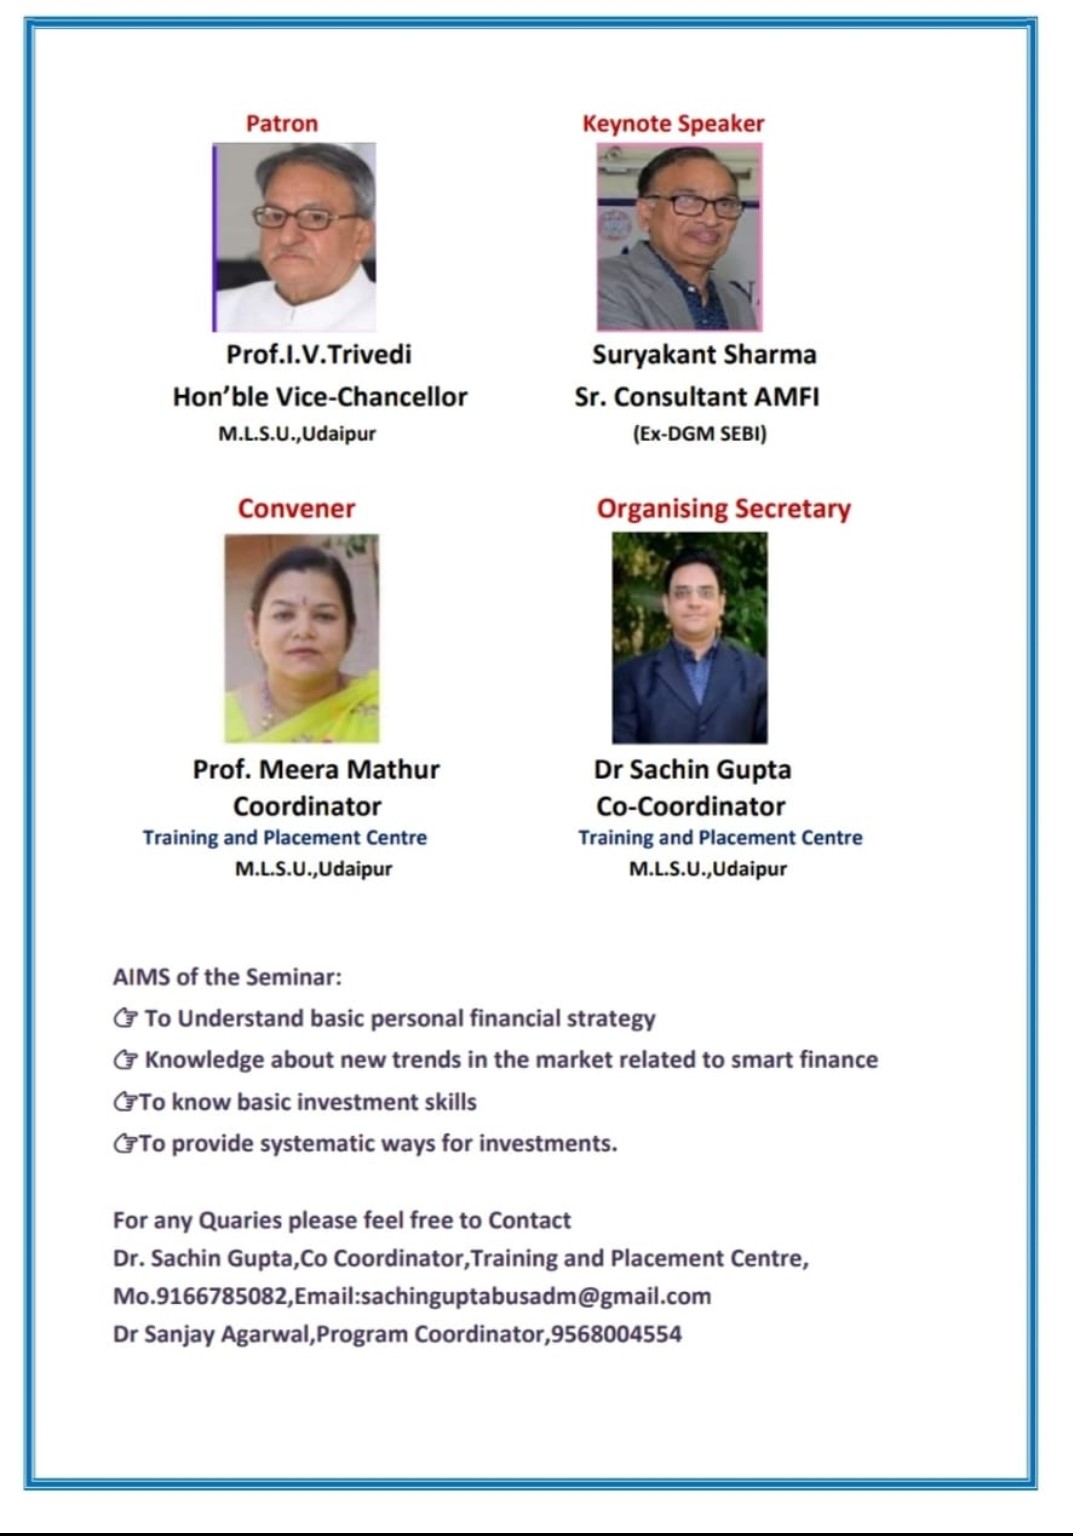 Patron
Keynote Speaker
Prof.I.V.Trivedi
Suryakant Sharma
Hon'ble Vice-Chancellor
Sr. Consultant AMFI
M.L.S.U.,Udaipur
(Ex-DGM SEBI)
Convener
Organising Secretary
Prof. Meera Mathur
Dr Sachin Gupta
Coordinator
Co-Coordinator
Training and Placement Centre
Training and Placement Centre
M.L.S.U.,Udaipur
M.L.S.U.,Udaipur
AIMS of the Seminar:
To Understand basic personal financial strategy
Knowledge about new trends in the market related to smart finance
To know basic investment skills
To provide systematic ways for investments.
For any Quaries please feel free to Contact
Dr. Sachin Gupta,Co Coordinator,Training and Placement Centre,
Mo.9166785082,Email:sachinguptabusadm@gmail.com
Dr Sanjay Agarwal,Program Coordinator,9568004554